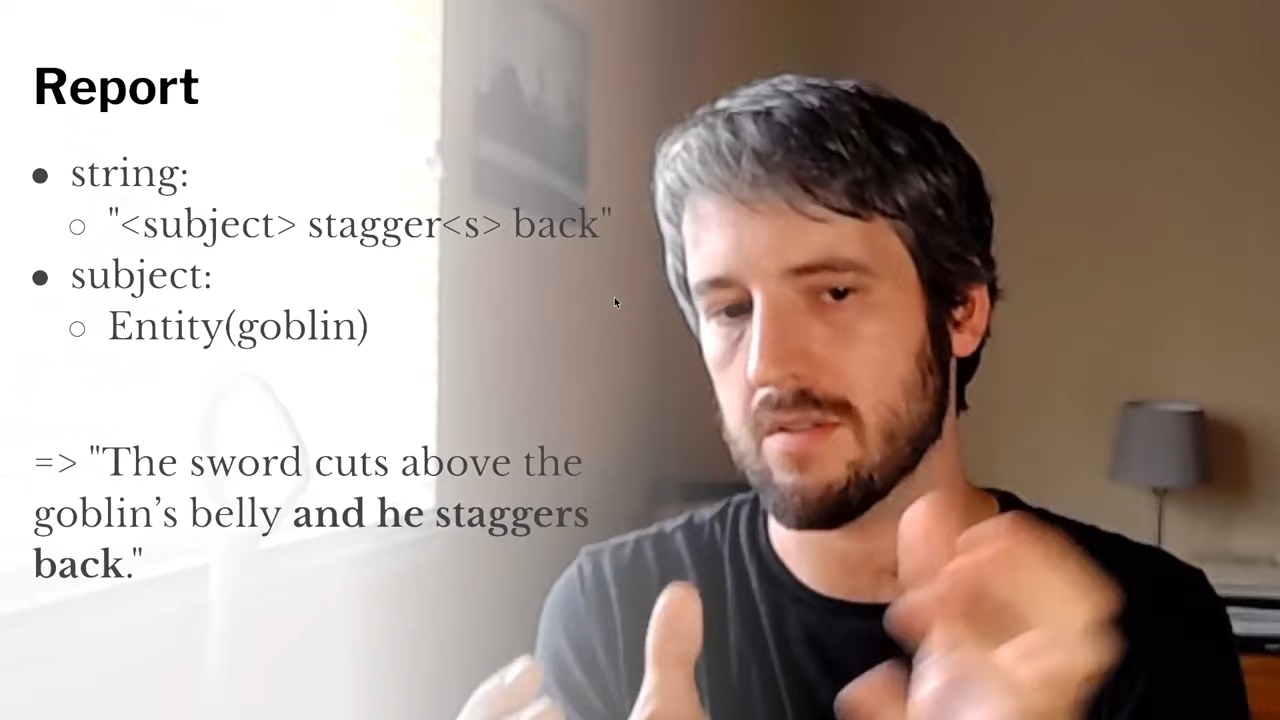 Report
● string:
○ "<subject> stagger<s> back"
● subject:
○ Entity(goblin)
=> "The sword cuts above the
goblin’s belly and he staggers
back."